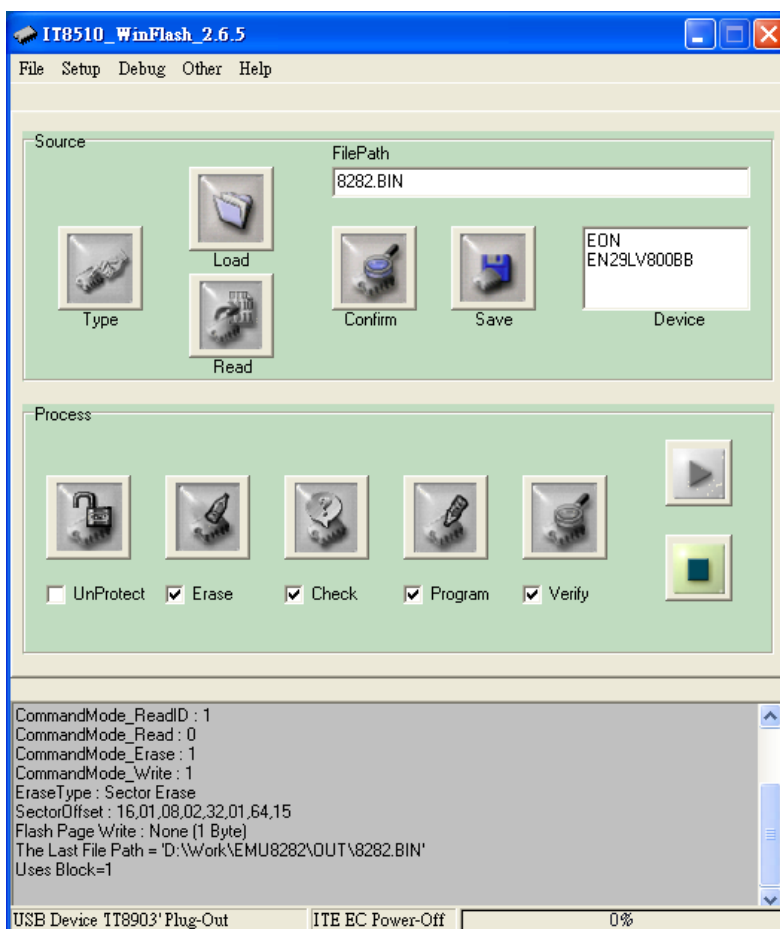 IT8510_WinFlash_2.6.5
File Setup Debug Other Help
Source
FilePath
8282.BIN
Load
Type
Read
Confirm
Save
EON
EN29LV800BB
Device
Process
UnProtect
Erase
Check
Program
Verify
CommandMode_ReadID : 1
CommandMode_Read : 0
CommandMode_Erase : 1
CommandMode_Write : 1
EraseType : Sector Erase
SectorOffset : 16,01,08,02,32,01,64,15
Flash Page Write : None (1 Byte)
The Last File Path = 'D:\Work\EMU8282\OUT\8282.BIN'
Uses Block=1
USB Device 'IT8903' Plug-Out
ITE EC Power-Off
0%